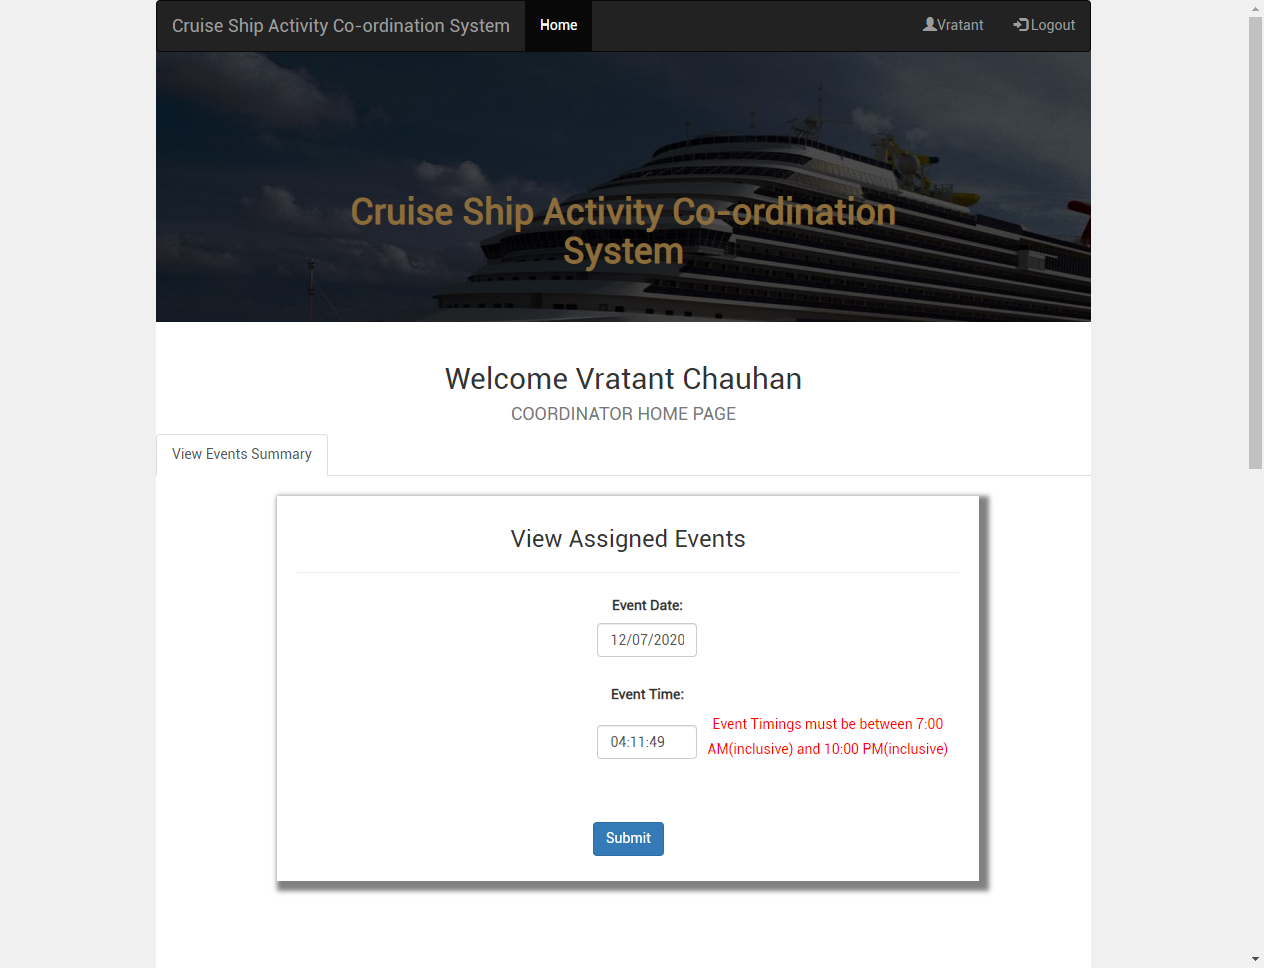 Cruise Ship Activity Co-ordination System
Home
Vratant
Logout
Cruise Ship Activity Co-ordination
System
Welcome Vratant Chauhan
COORDINATOR HOME PAGE
View Events Summary
View Assigned Events
Event Date:
12/07/2020
Event Time:
04:11:49
Event Timings must be between 7:00
AM(inclusive) and 10:00 PM(inclusive)
Submit